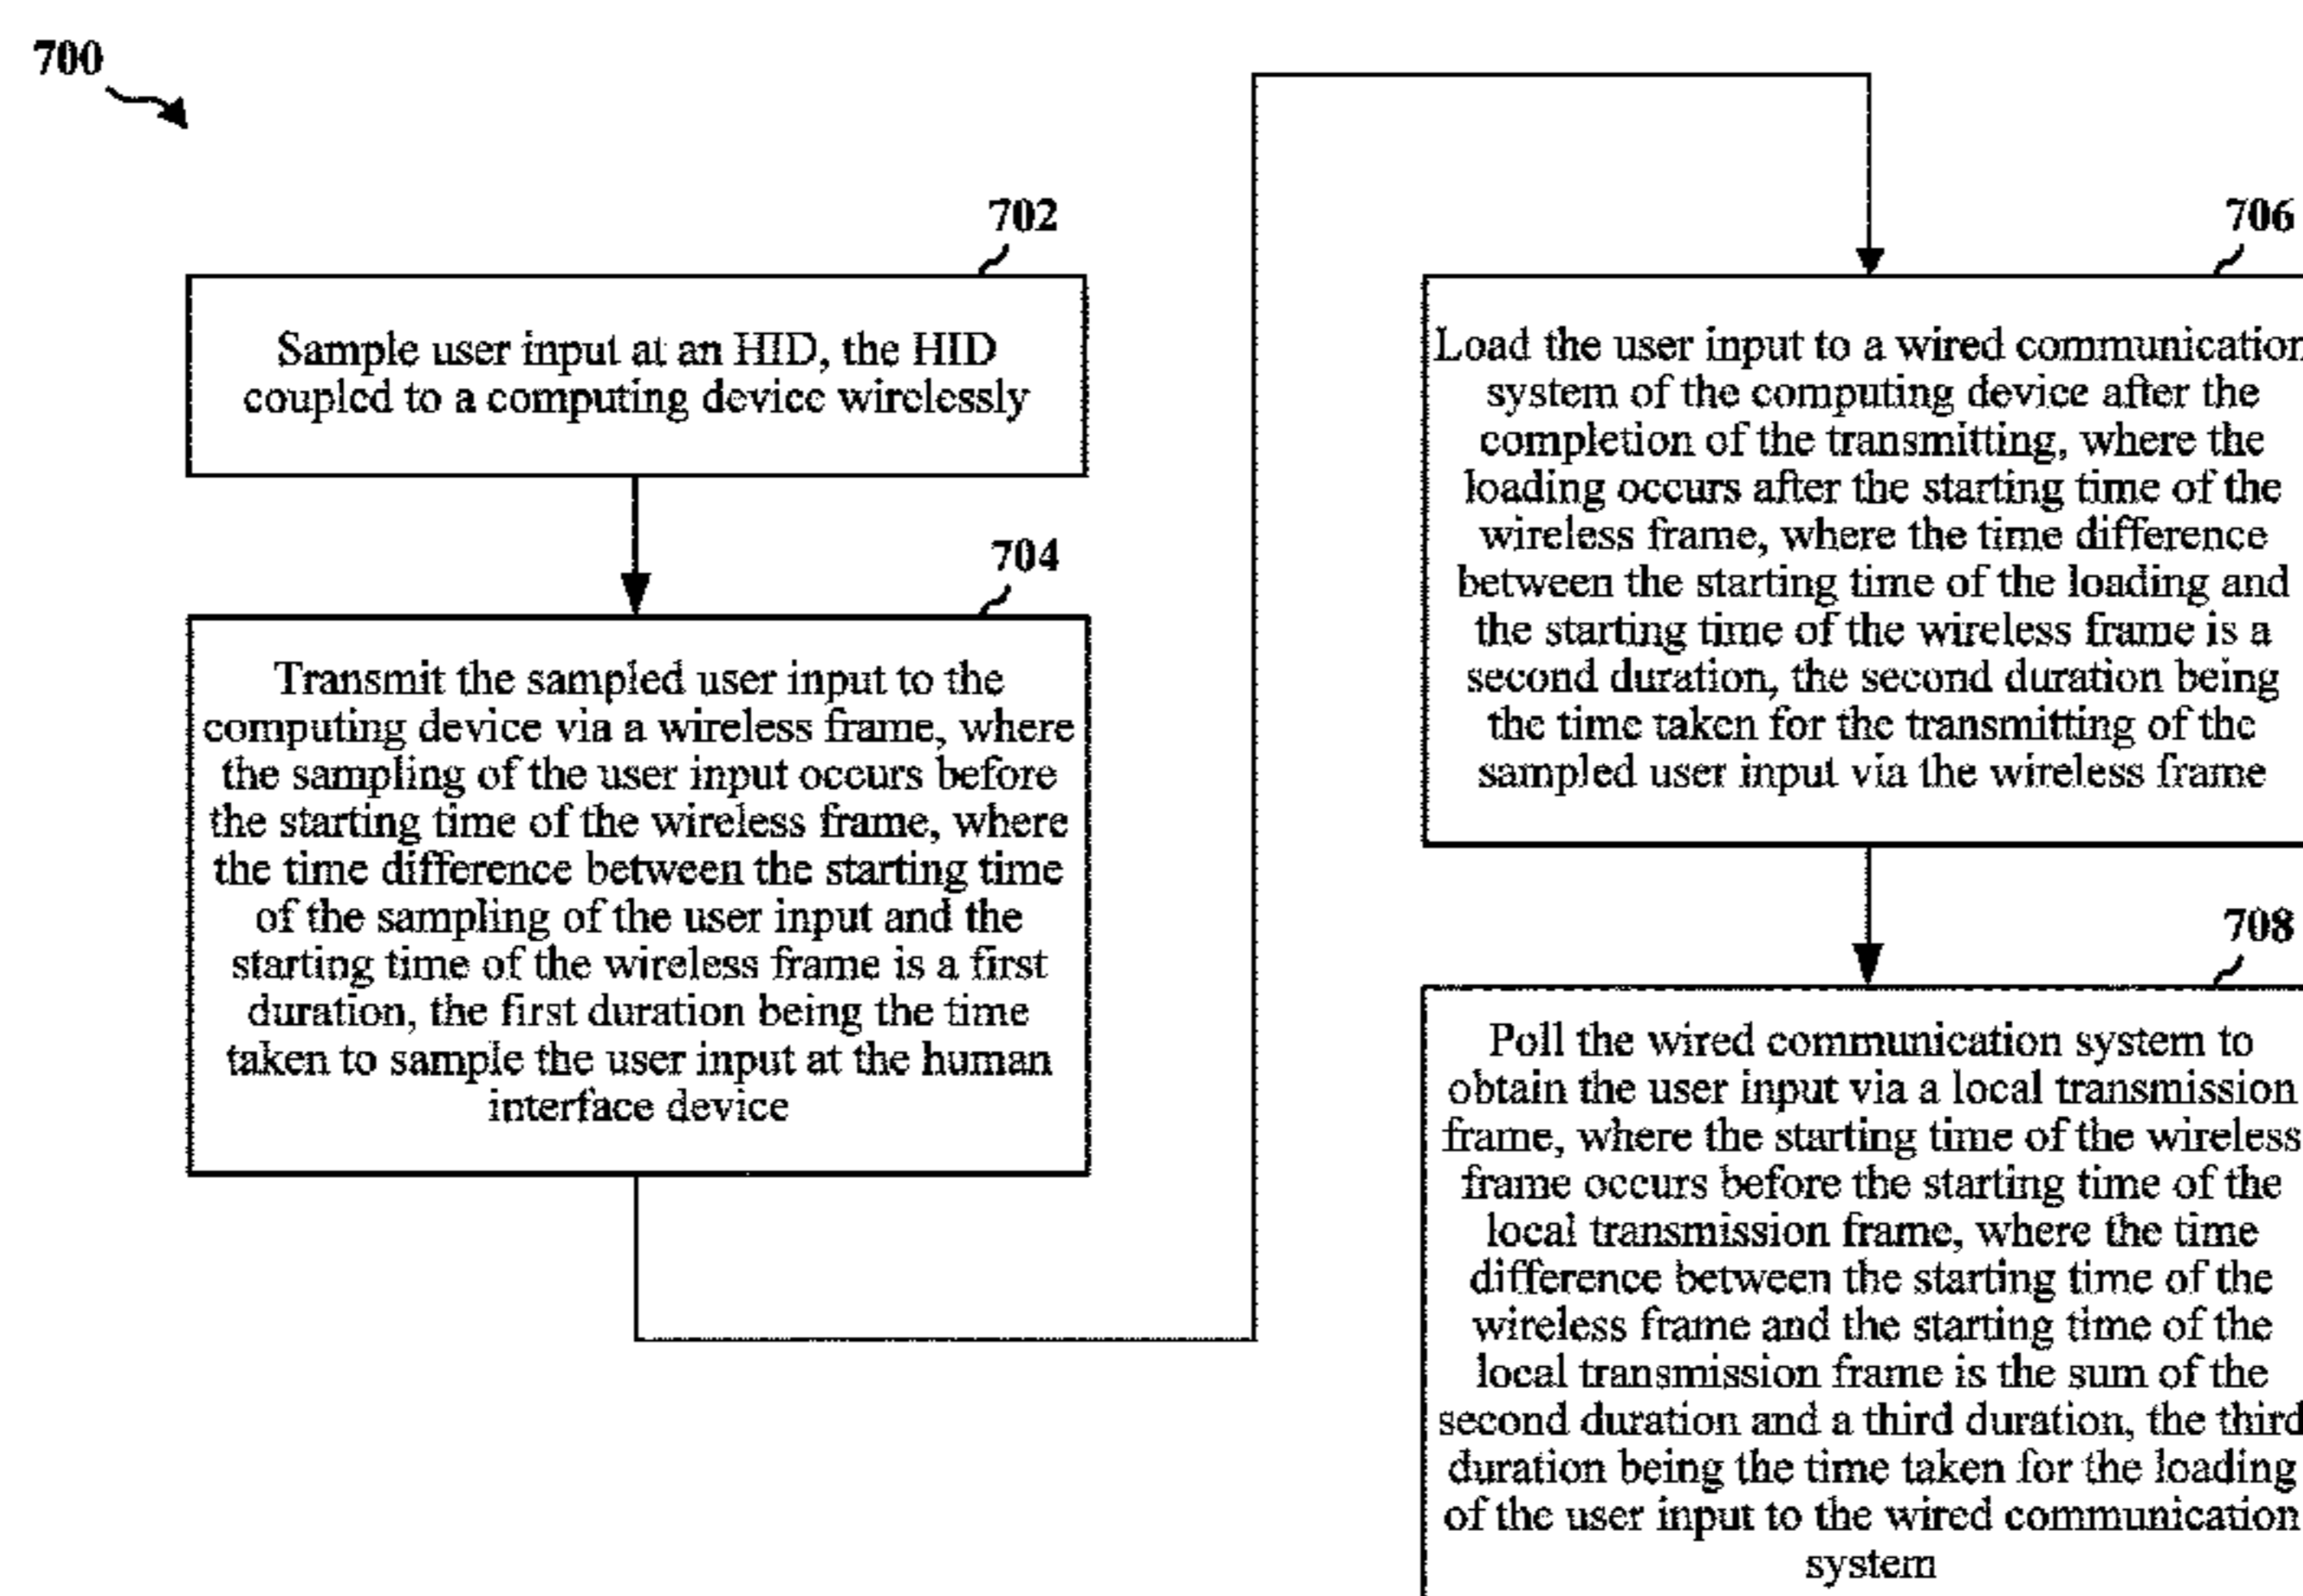 700
702
Sample user input at an HID, the HID
coupled to a computing device wirelessly
704
Transmit the sampled user input to the
computing device via a wireless frame, where
the sampling of the user input occurs before
the starting time of the wireless frame, where
the time difference between the starting time
of the sampling of the user input and the
starting time of the wireless frame is a first
duration, the first duration being the time
taken to sample the user input at the human
interface device
706
Load the user input to a wired communication
system of the computing device after the
completion of the transmitting, where the
loading occurs after the starting time of the
wireless frame, where the time difference
between the starting time of the loading and
the starting time of the wireless frame is a
second duration, the second duration being
the time taken for the transmitting of the
sampled user input via the wireless frame
708
Poll the wired communication system to
obtain the user input via a local transmission
frame, where the starting time of the wireless
frame occurs before the starting time of the
local transmission frame, where the time
difference between the starting time of the
wireless frame and the starting time of the
local transmission frame is the sum of the
second duration and a third duration, the third
duration being the time taken for the loading
of the user input to the wired communication
system